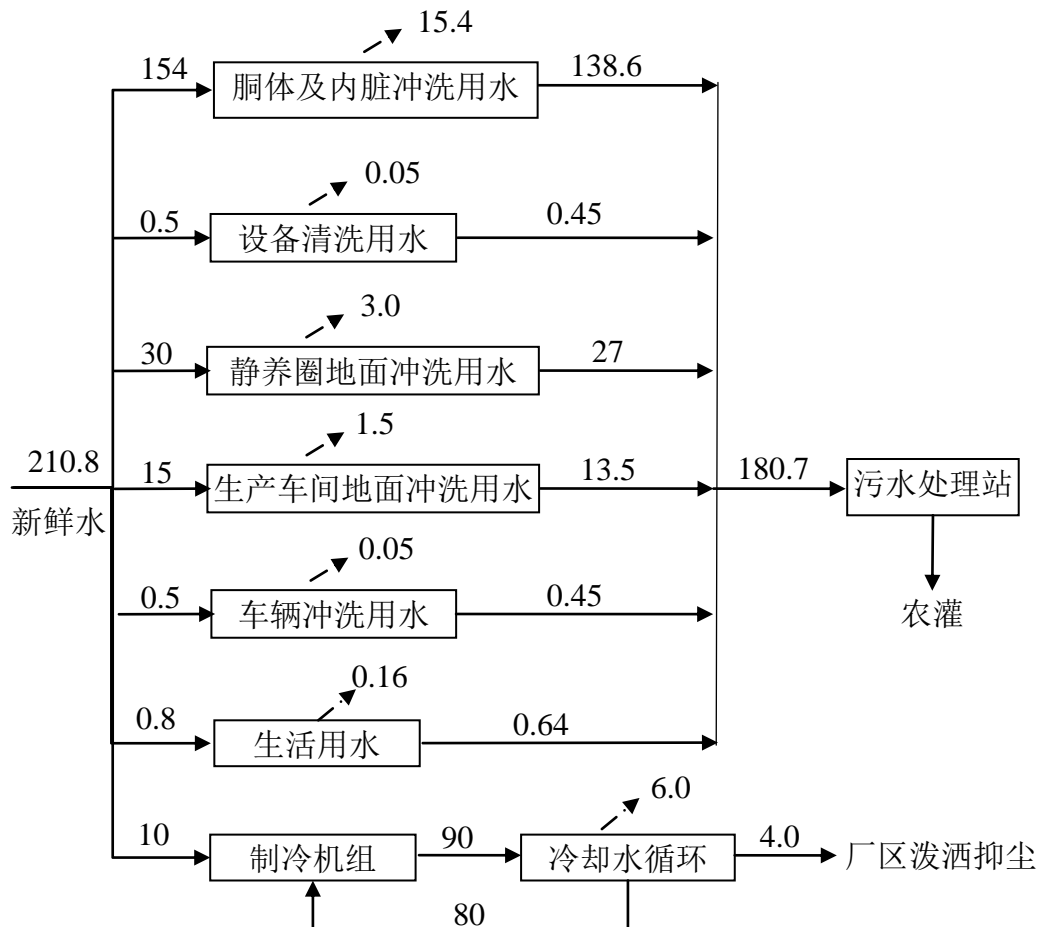 15.4
154
胴体及内脏冲洗用水
138.6
0.05
0.5
设备清洗用水
0.45
3.0
30
静养圈地面冲洗用水
27
1.5
210.8
新鲜水
15
生产车间地面冲洗用水
13.5
180.7
污水处理站
农灌
0.05
0.5
车辆冲洗用水
0.45
0.16
0.8
生活用水
0.64
6.0
10
制冷机组
90
冷却水循环
4.0
厂区泼洒抑尘
80